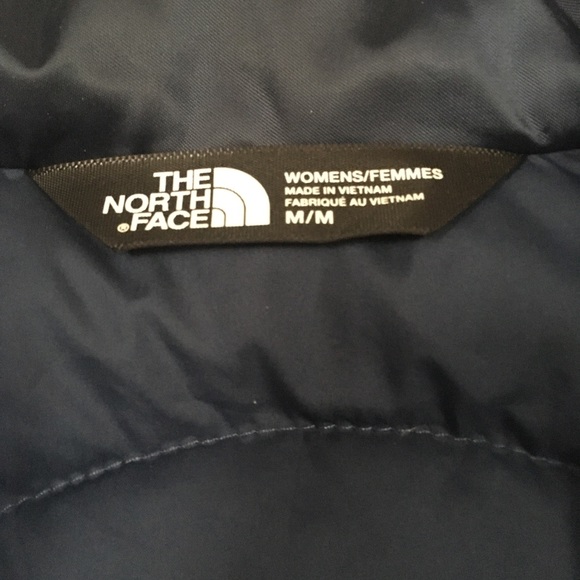 THE
NORTH
®FACE
WOMENS/FEMMES
MADE IN VIETNAM
FABRIQUÉ AU VIETNAM
M/M